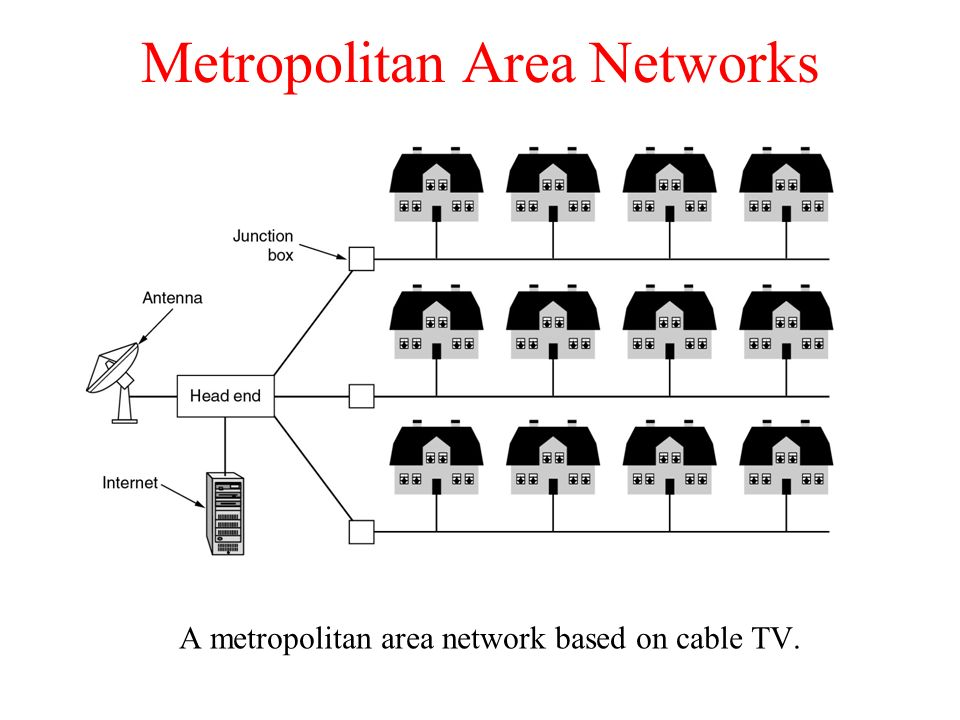 Metropolitan Area Networks
Junction
box
Antenna
Head end
Internet
A metropolitan area network based on cable TV.